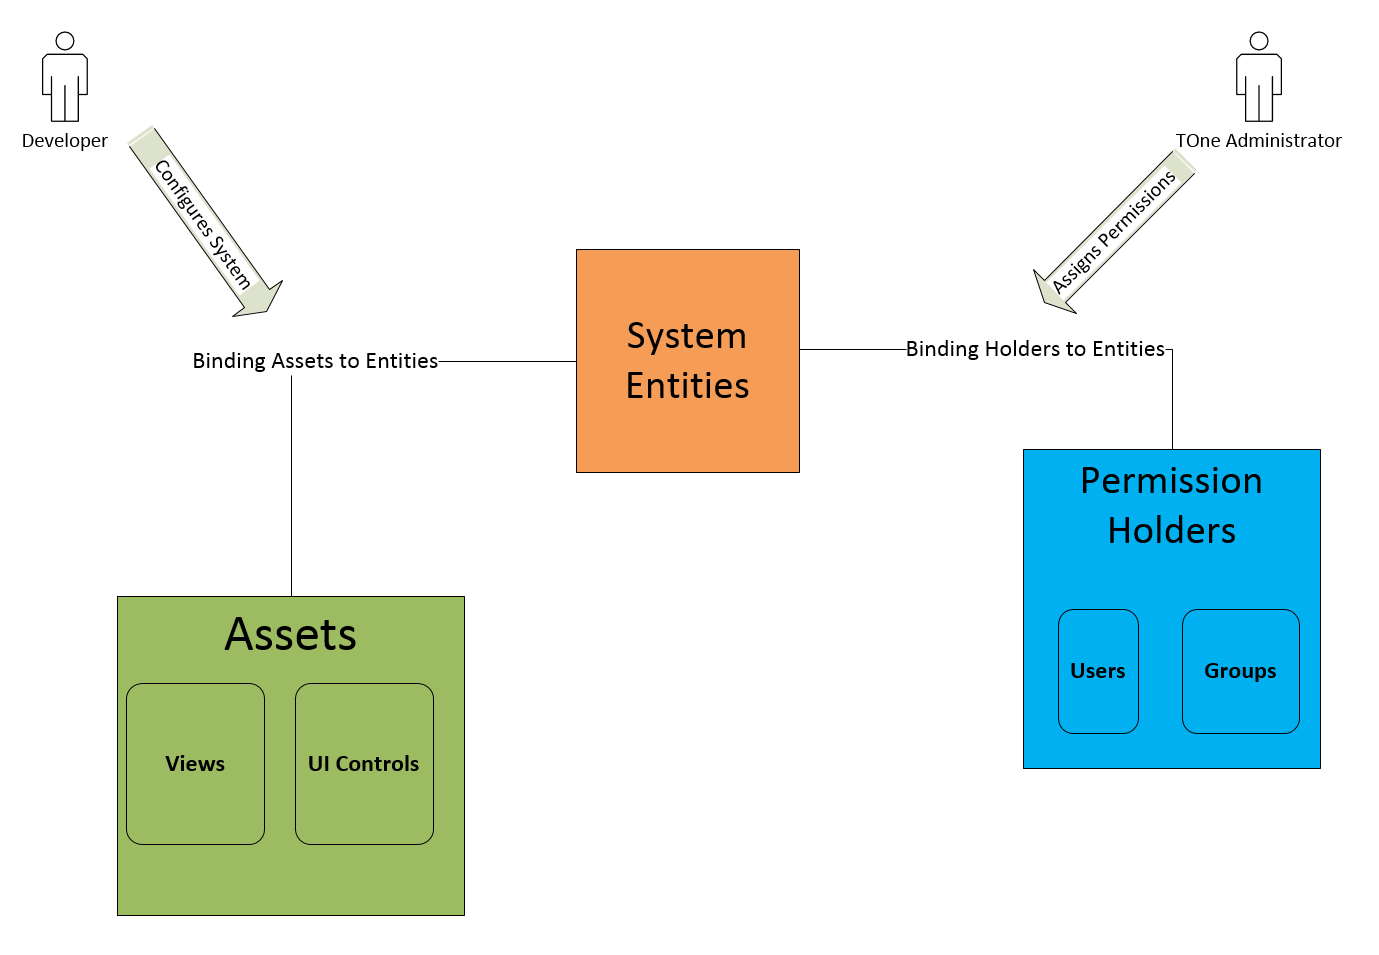 Developer
TOne Administrator
Configures System
Assigns Permissions
System
Entities
Binding Assets to Entities
Binding Holders to Entities
Permission
Holders
Users
Groups
Assets
Views
UI Controls